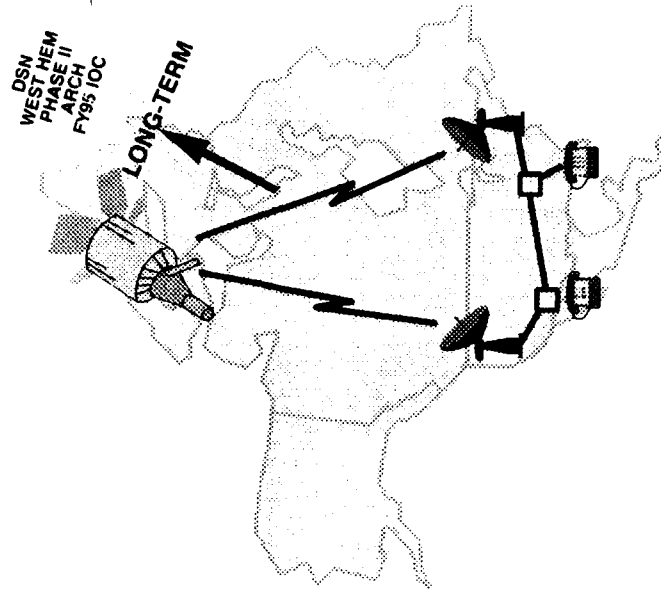 DSN
WEST HEM
PHASE II
ARCH
FY95 IOC
LONG-TERM